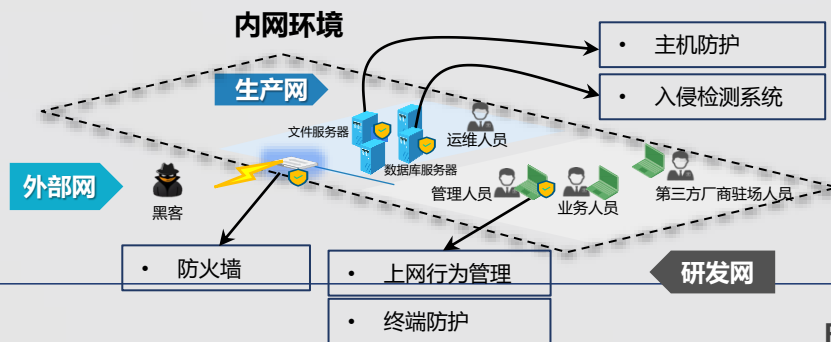 内网环境
主机防护
生产网
入侵检测系统
文件服务器
运维人员
数据库服务器
外部网
管理人员
第三方厂商驻场人员
黑客
业务人员
防火墙
上网行为管理
研发网
终端防护